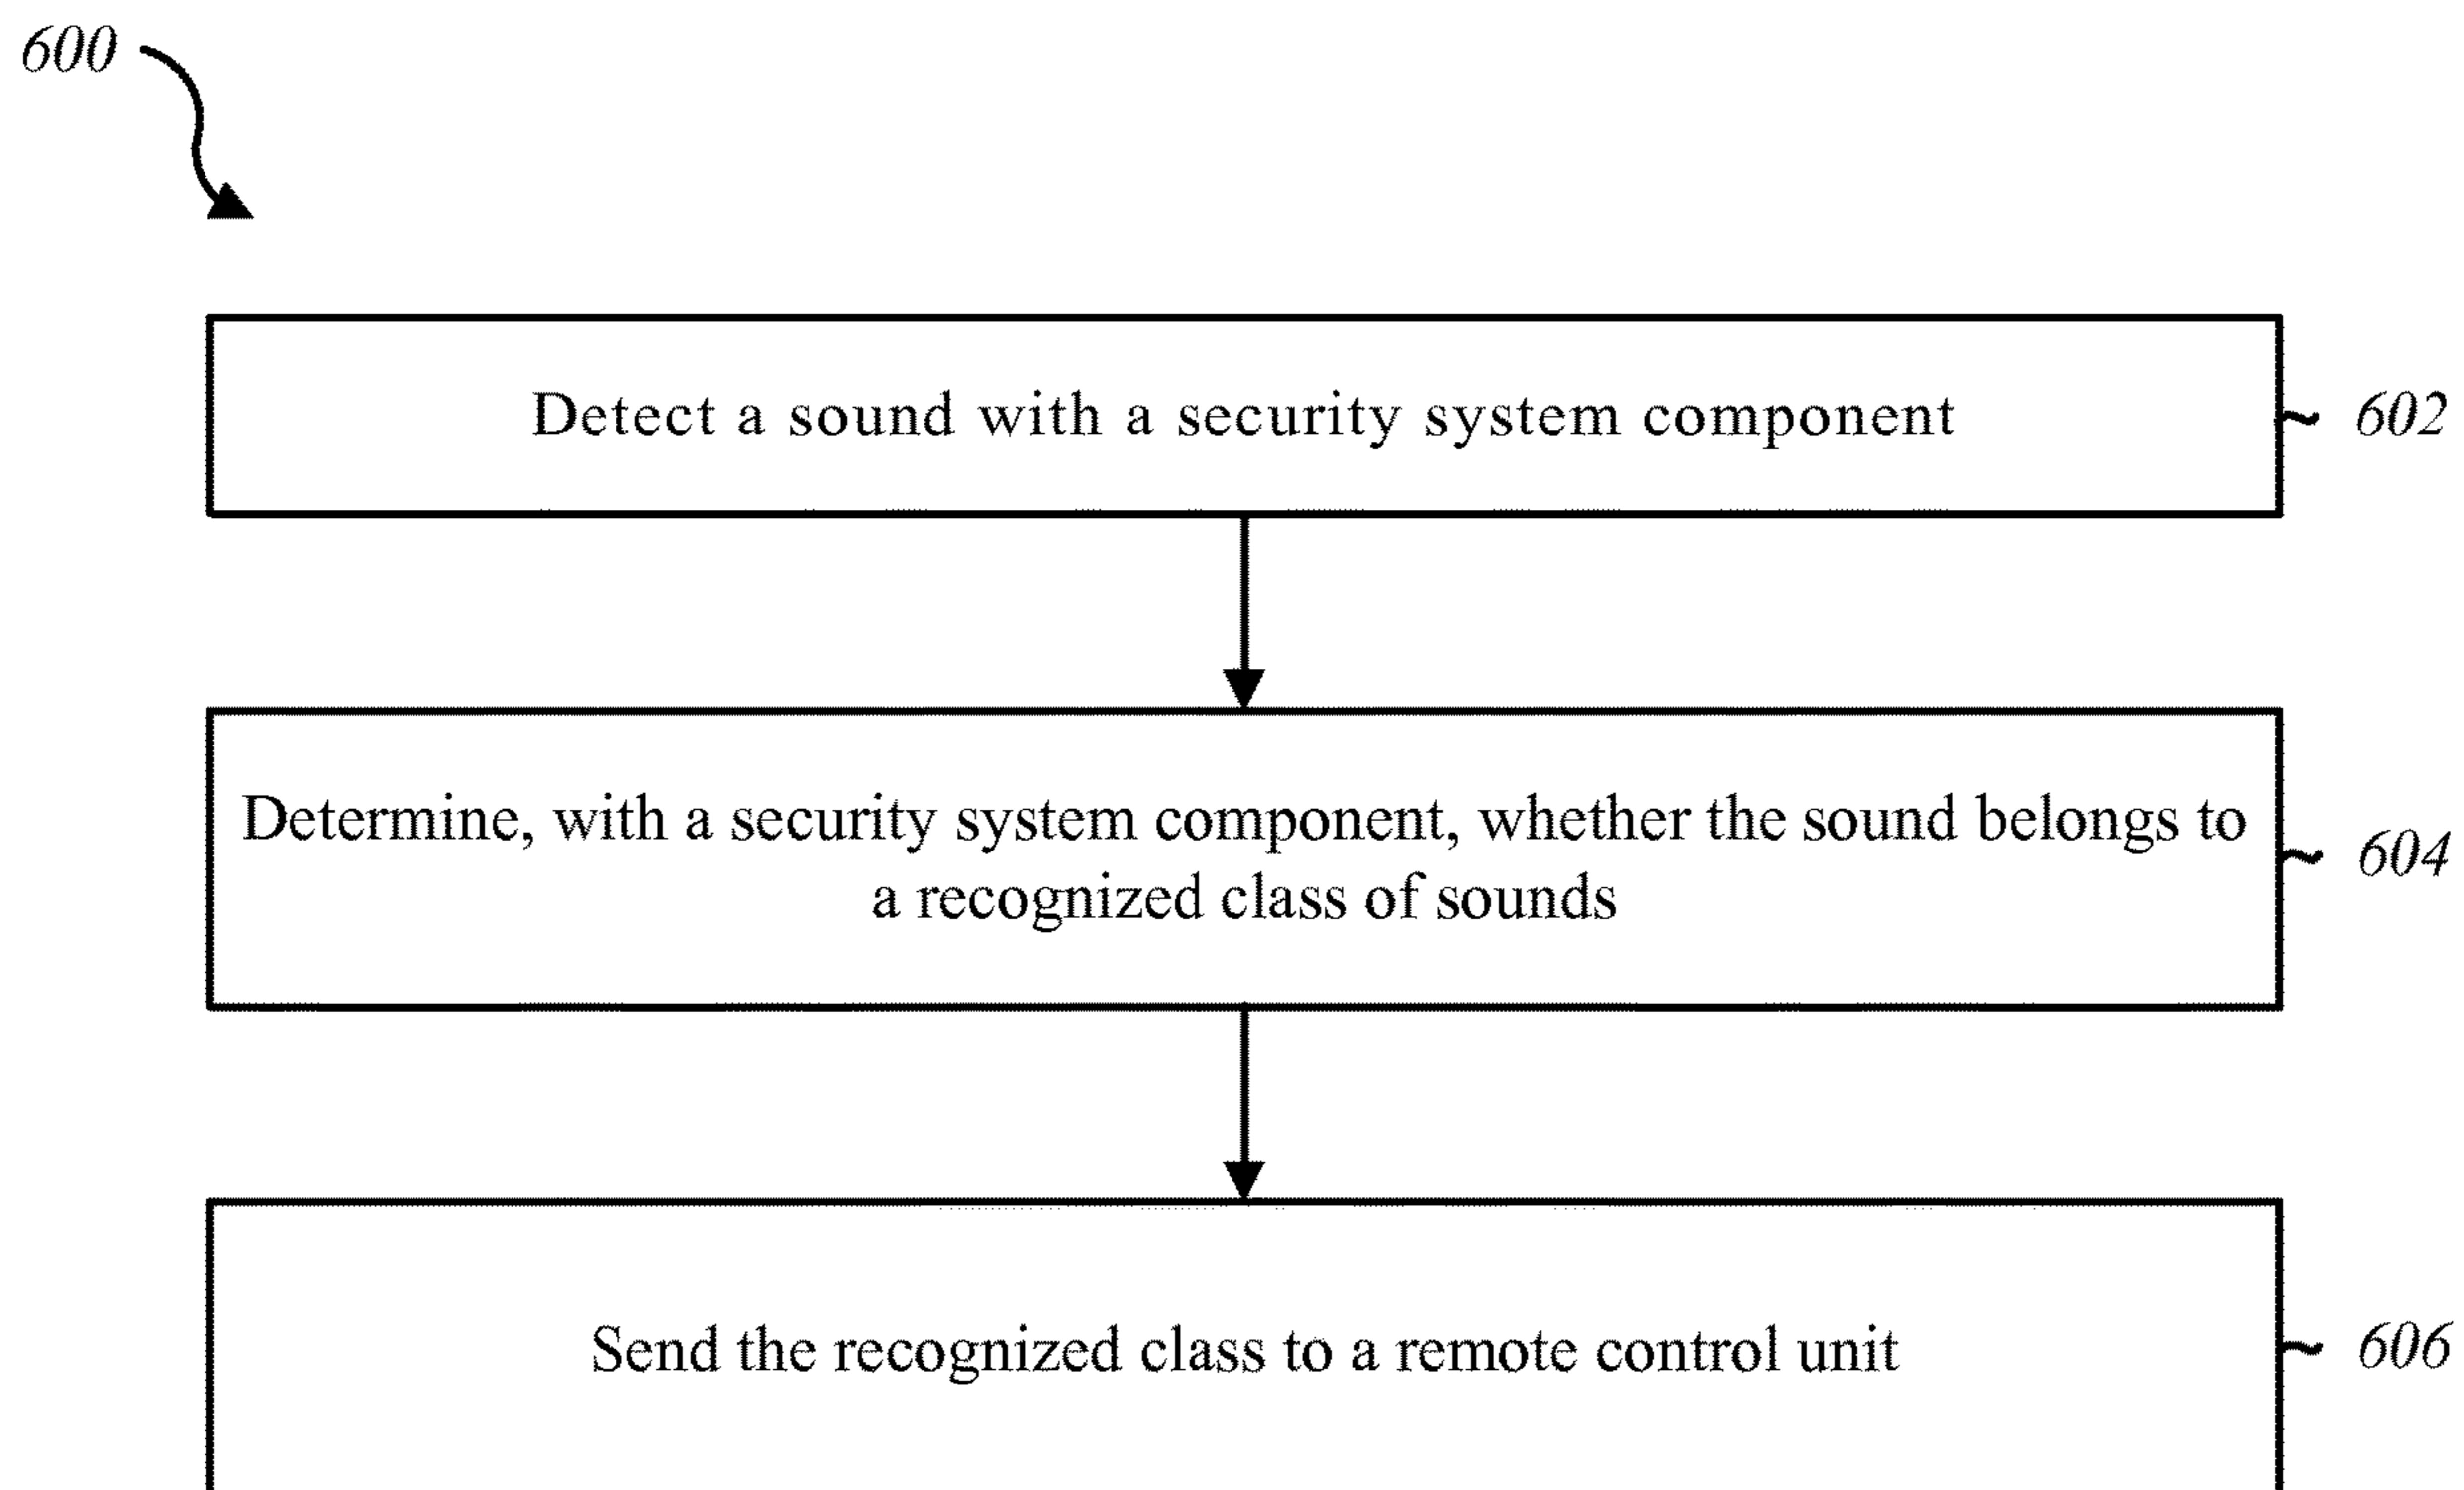 600
Detect a sound with a security system component
602
Determine, with a security system component, whether the sound belongs to
a recognized class of sounds
604
Send the recognized class to a remote control unit
606